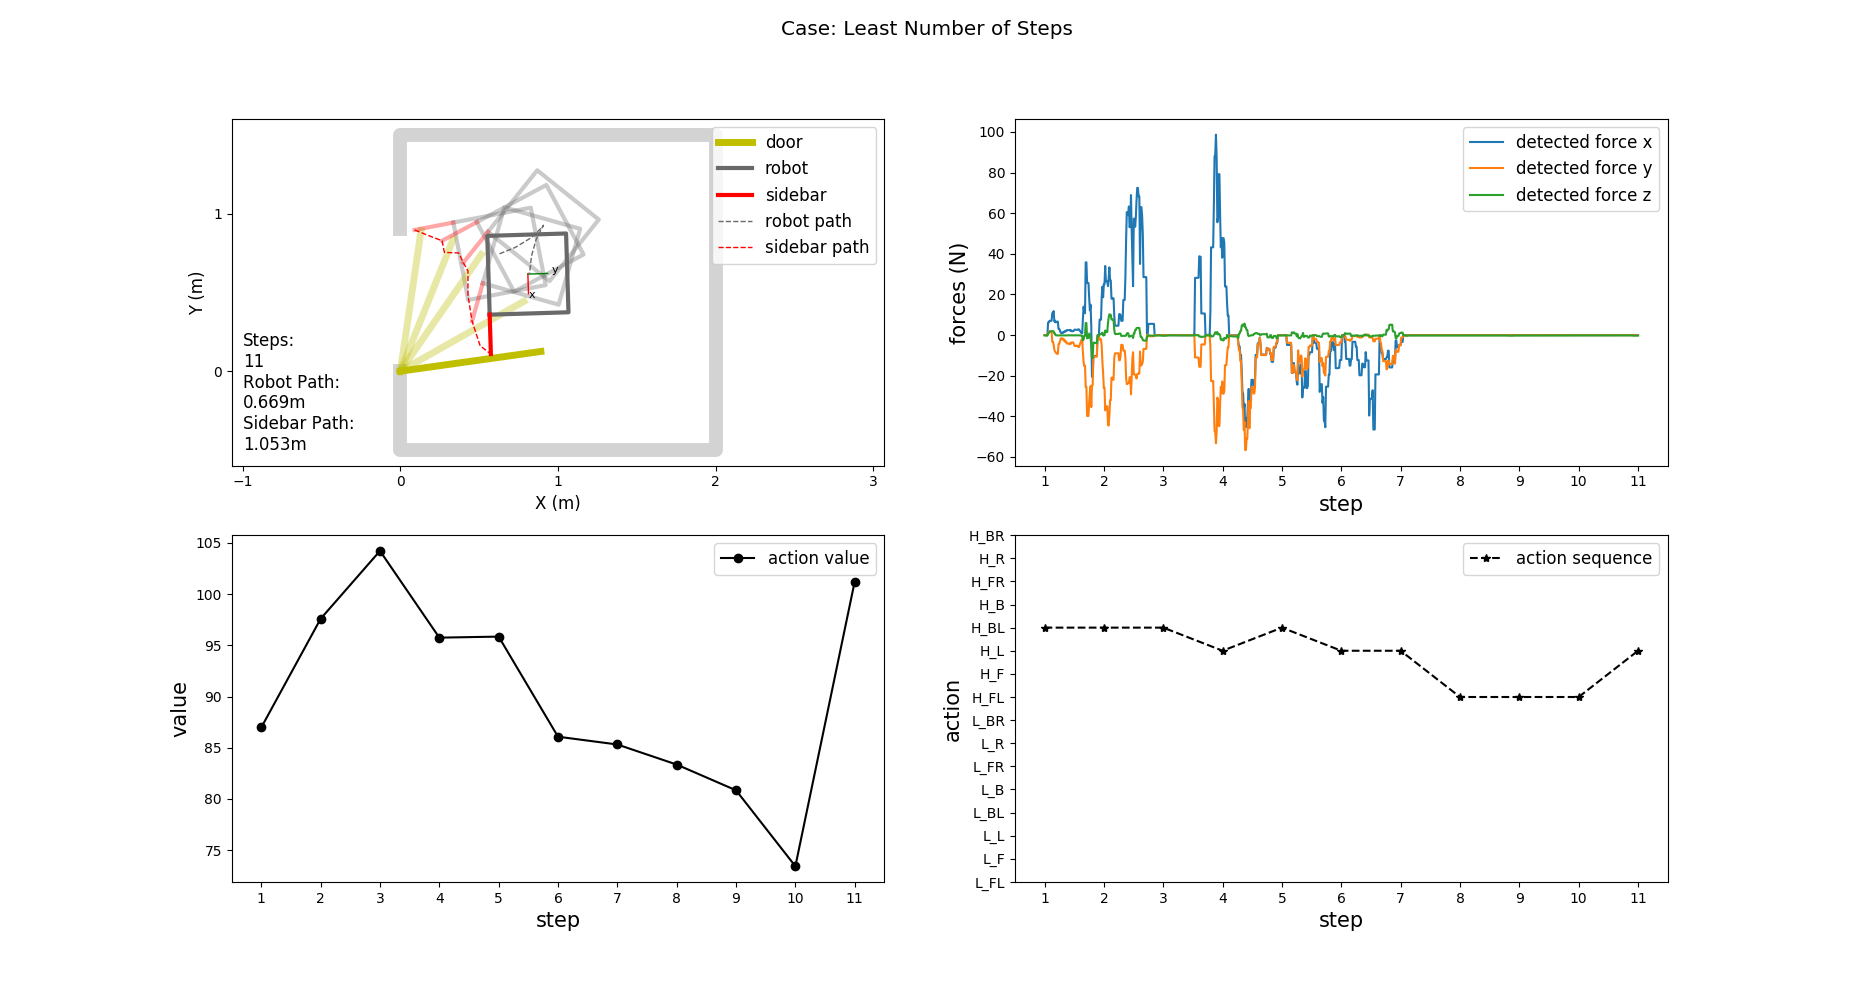 Case: Least Number of Steps
door
robot
sidebar
robot path
sidebar path
y
x
Steps:
11
Robot Path:
0.669m
Sidebar Path:
1.053m
Y (m)
1
0
−1 0 1 2 3
X (m)
detected force x
detected force y
detected force z
forces (N)
100
80
60
40
20
0
−20
−40
−60
1 2 3 4 5 6 7 8 9 10 11
step
action value
value
105
100
95
90
85
80
75
1 2 3 4 5 6 7 8 9 10 11
step
action sequence
action
H_BR
H_R
H_FR
H_B
H_BL
H_L
H_F
H_FL
L_BR
L_R
L_FR
L_B
L_BL
L_L
L_F
L_FL
1 2 3 4 5 6 7 8 9 10 11
step